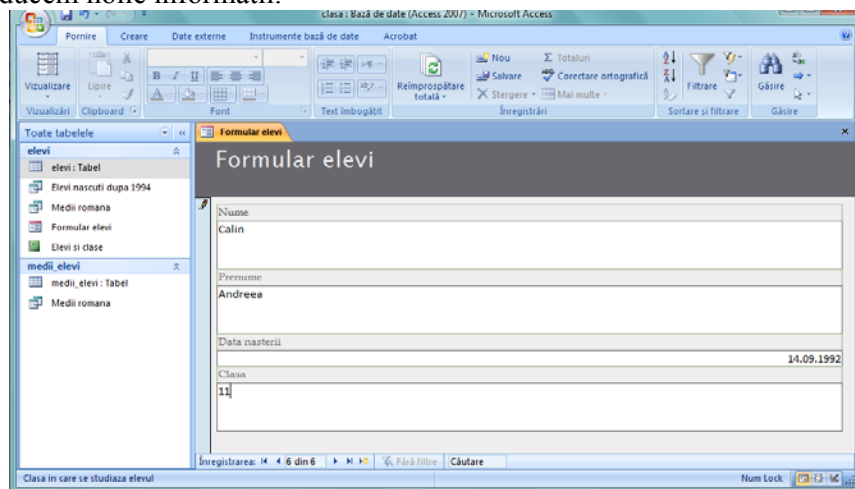 clasa : Bază de date (Access 2007) - Microsoft Access
Pornire Creare Date externe Instrumente bază de date Acrobat
Vizualizare
Lipire
B I U
A
Reîmprospătare totală
Nou
Salvare
Ștergere
Σ Totaluri
Corectare ortografică
Mai multe
Filtrare
Găsire
Vizualizări Clipboard Font Text îmbogățit Înregistrări Sortare și filtrare Găsire
Toate tabelele
Formular elevi
elevi
elevi : Tabel
Elevi nascuti dupa 1994
Medii romana
Formular elevi
Elevi si clase
medii_elevi
medii_elevi : Tabel
Medii romana
Formular elevi
Nume
Calin
Prenume
Andreea
Data nasterii
14.09.1992
Clasa
11
Înregistrarea: 6 din 6 Fără filtre Căutare
Clasa in care se studiaza elevul Num Lock